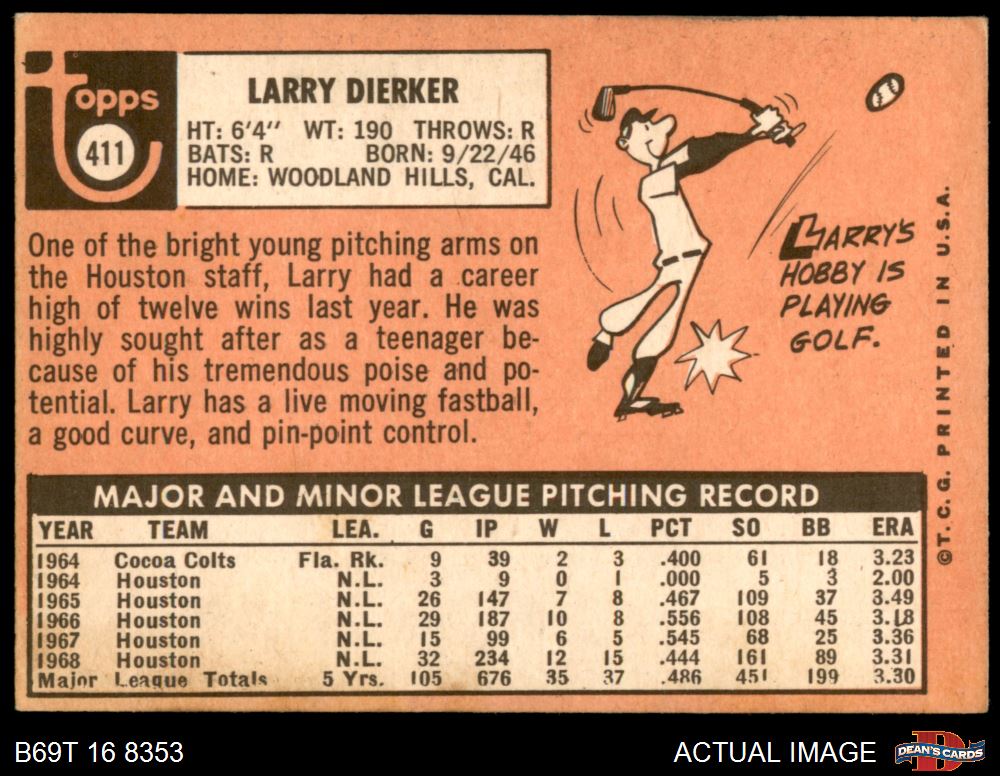 Topps
411
LARRY DIERKER
HT: 6'4" WT: 190 THROWS: R
BATS: R BORN: 9/22/46
HOME: WOODLAND HILLS, CAL.
One of the bright young pitching arms on
the Houston staff, Larry had a career
high of twelve wins last year. He was
highly sought after as a teenager be-
cause of his tremendous poise and po-
tential. Larry has a live moving fastball,
a good curve, and pin-point control.
LARRY'S
HOBBY IS
PLAYING
GOLF.
©T. C. G. PRINTED IN U.S.A.
MAJOR AND MINOR LEAGUE PITCHING RECORD
YEAR TEAM LEA. G IP W L PCT SO BB ERA
1964 Cocoa Colts Fla. Rk. 9 39 2 3 .400 61 18 3.23
1964 Houston N.L. 3 9 0 1 .000 5 3 2.00
1965 Houston N.L. 26 147 7 8 .467 109 37 3.49
1966 Houston N.L. 29 187 10 8 .556 108 45 3.18
1967 Houston N.L. 15 99 6 5 .545 68 25 3.36
1968 Houston N.L. 32 234 12 15 .444 161 89 3.31
Major League Totals 5 Yrs. 105 676 35 37 .486 451 199 3.30
B69T 16 8353
ACTUAL IMAGE
D
DEAN'S CARDS